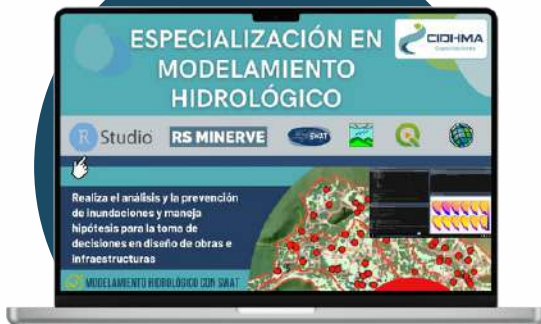 ESPECIALIZACIÓN EN
MODELAMIENTO
HIDROLÓGICO
CIDHMA
Capacitaciones
R Studio
RS MINERVE
SWAT
Realiza el análisis y la prevención
de inundaciones y maneja
hipótesis para la toma de
decisiones en diseño de obras e
infraestructuras
MODELAMIENTO HIDROLÓGICO CON SWAT